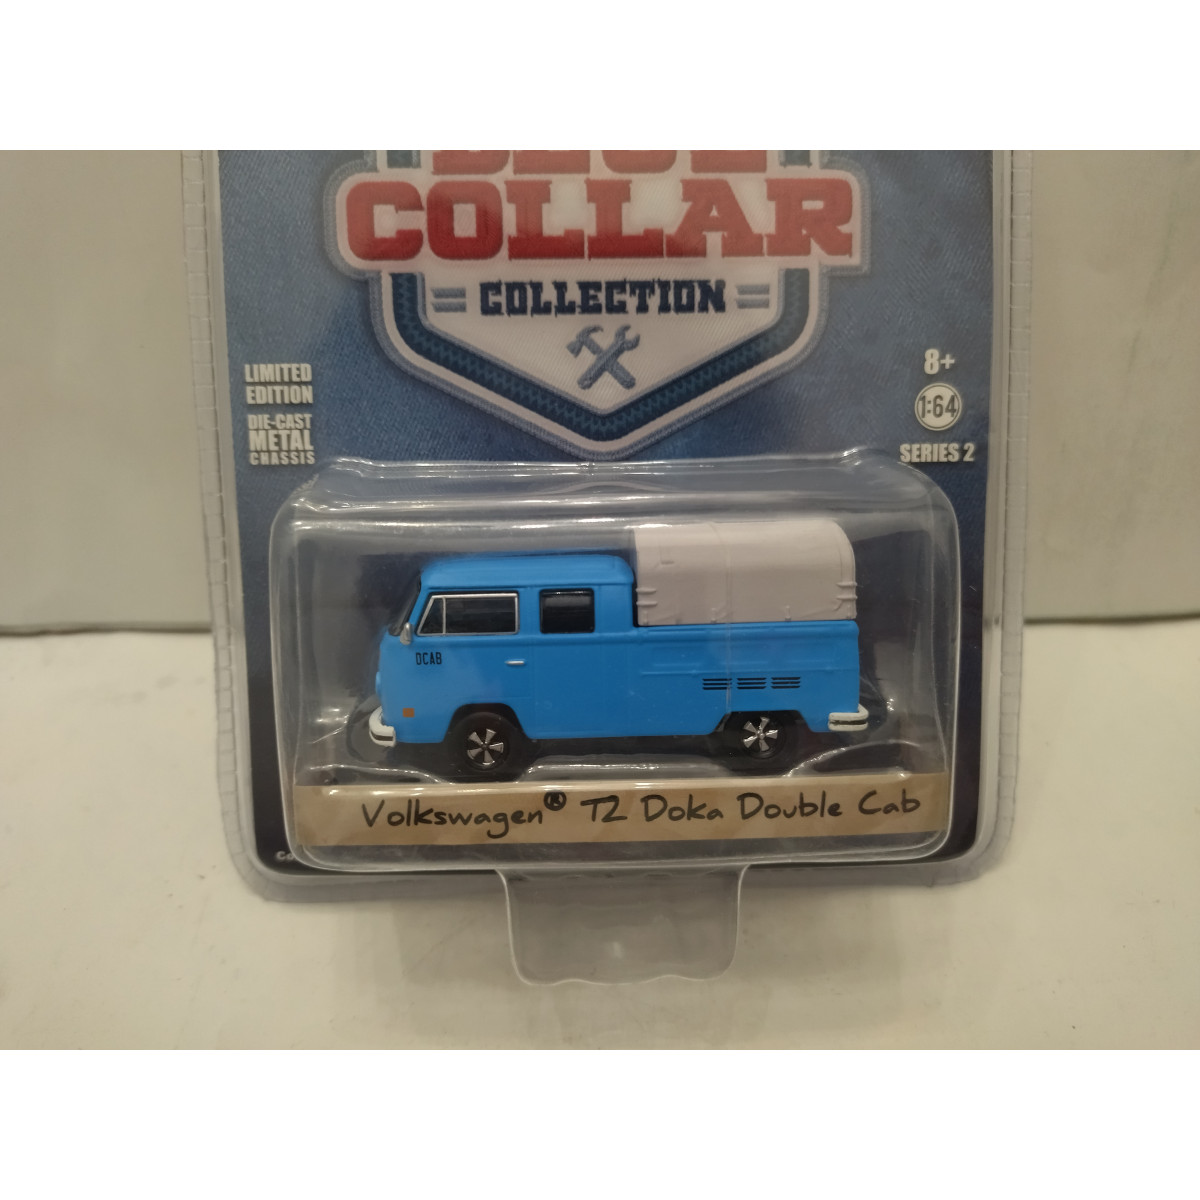 BLUE
COLLAR
COLLECTION
LIMITED
EDITION
DIE-CAST
METAL
CHASSIS
8+
1:64
SERIES 2
DCAB
Volkswagen® T2 Doka Double Cab